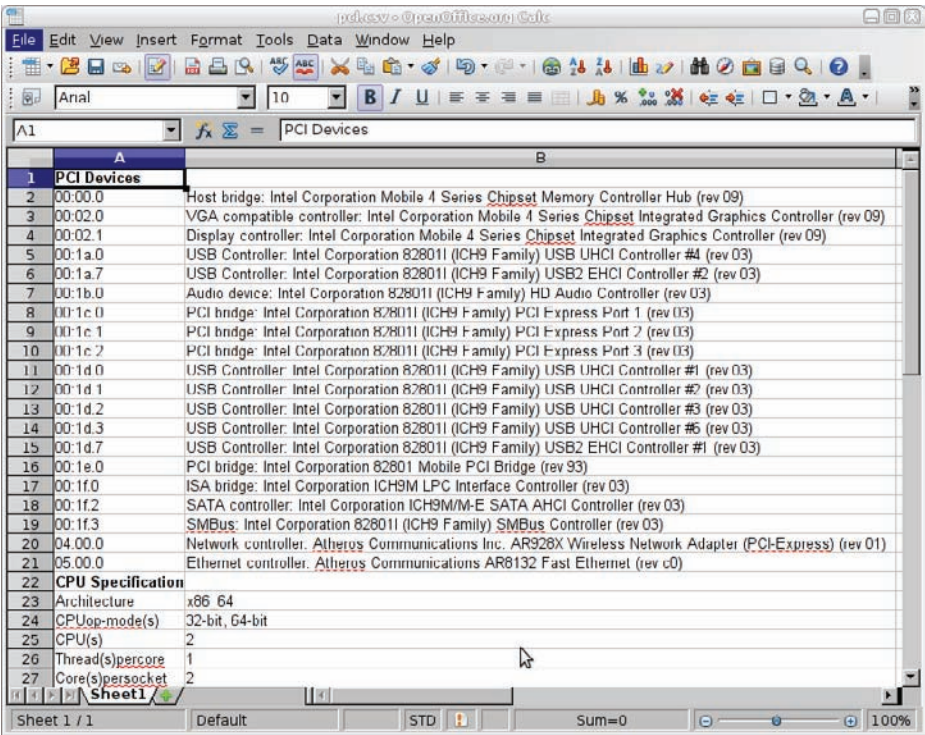 pci.csv - OpenOffice.org Calc
File Edit View Insert Format Tools Data Window Help
Arial 10
A1 PCI Devices
A B
1 PCI Devices
2 00:00.0 Host bridge: Intel Corporation Mobile 4 Series Chipset Memory Controller Hub (rev 09)
3 00:02.0 VGA compatible controller: Intel Corporation Mobile 4 Series Chipset Integrated Graphics Controller (rev 09)
4 00:02.1 Display controller: Intel Corporation Mobile 4 Series Chipset Integrated Graphics Controller (rev 09)
5 00:1a.0 USB Controller: Intel Corporation 82801I (ICH9 Family) USB UHCI Controller #4 (rev 03)
6 00:1a.7 USB Controller: Intel Corporation 82801I (ICH9 Family) USB2 EHCI Controller #2 (rev 03)
7 00:1b.0 Audio device: Intel Corporation 82801I (ICH9 Family) HD Audio Controller (rev 03)
8 00:1c.0 PCI bridge: Intel Corporation 82801I (ICH9 Family) PCI Express Port 1 (rev 03)
9 00:1c.1 PCI bridge: Intel Corporation 82801I (ICH9 Family) PCI Express Port 2 (rev 03)
10 00:1c.2 PCI bridge: Intel Corporation 82801I (ICH9 Family) PCI Express Port 3 (rev 03)
11 00:1d.0 USB Controller: Intel Corporation 82801I (ICH9 Family) USB UHCI Controller #1 (rev 03)
12 00:1d.1 USB Controller: Intel Corporation 82801I (ICH9 Family) USB UHCI Controller #2 (rev 03)
13 00:1d.2 USB Controller: Intel Corporation 82801I (ICH9 Family) USB UHCI Controller #3 (rev 03)
14 00:1d.3 USB Controller: Intel Corporation 82801I (ICH9 Family) USB UHCI Controller #6 (rev 03)
15 00:1d.7 USB Controller: Intel Corporation 82801I (ICH9 Family) USB2 EHCI Controller #1 (rev 03)
16 00:1e.0 PCI bridge: Intel Corporation 82801 Mobile PCI Bridge (rev 93)
17 00:1f.0 ISA bridge: Intel Corporation ICH9M LPC Interface Controller (rev 03)
18 00:1f.2 SATA controller: Intel Corporation ICH9M/M-E SATA AHCI Controller (rev 03)
19 00:1f.3 SMBus: Intel Corporation 82801I (ICH9 Family) SMBus Controller (rev 03)
20 04:00.0 Network controller: Atheros Communications Inc. AR928X Wireless Network Adapter (PCI-Express) (rev 01)
21 05:00.0 Ethernet controller: Atheros Communications AR8132 Fast Ethernet (rev c0)
22 CPU Specification
23 Architecture x86_64
24 CPUop-mode(s) 32-bit, 64-bit
25 CPU(s) 2
26 Thread(s)percore 1
27 Core(s)persocket 2
Sheet1
Sheet 1 / 1 Default STD Sum=0 100%